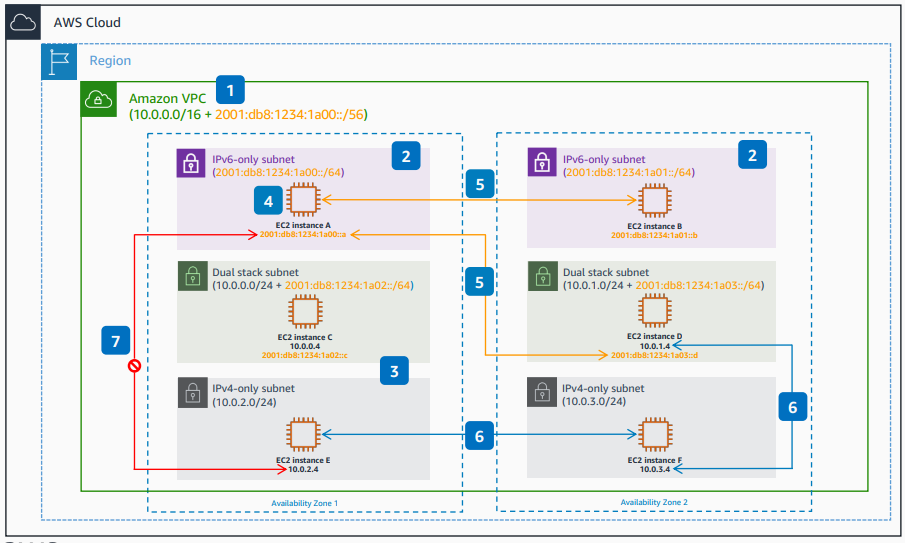 AWS Cloud
Region
1
Amazon VPC
(10.0.0.0/16 + 2001:db8:1234:1a00::/56)
IPv6-only subnet
(2001:db8:1234:1a00::/64)
2
4
EC2 instance A
2001:db8:1234:1a00::a
5
IPv6-only subnet
(2001:db8:1234:1a01::/64)
2
EC2 instance B
2001:db8:1234:1a01::b
Dual stack subnet
(10.0.0.0/24 + 2001:db8:1234:1a02::/64)
EC2 instance C
10.0.0.4
2001:db8:1234:1a02::c
5
Dual stack subnet
(10.0.1.0/24 + 2001:db8:1234:1a03::/64)
EC2 instance D
10.0.1.4
2001:db8:1234:1a03::d
7
3
IPv4-only subnet
(10.0.2.0/24)
EC2 instance E
10.0.2.4
6
IPv4-only subnet
(10.0.3.0/24)
EC2 instance F
10.0.3.4
6
Availability Zone 1
Availability Zone 2